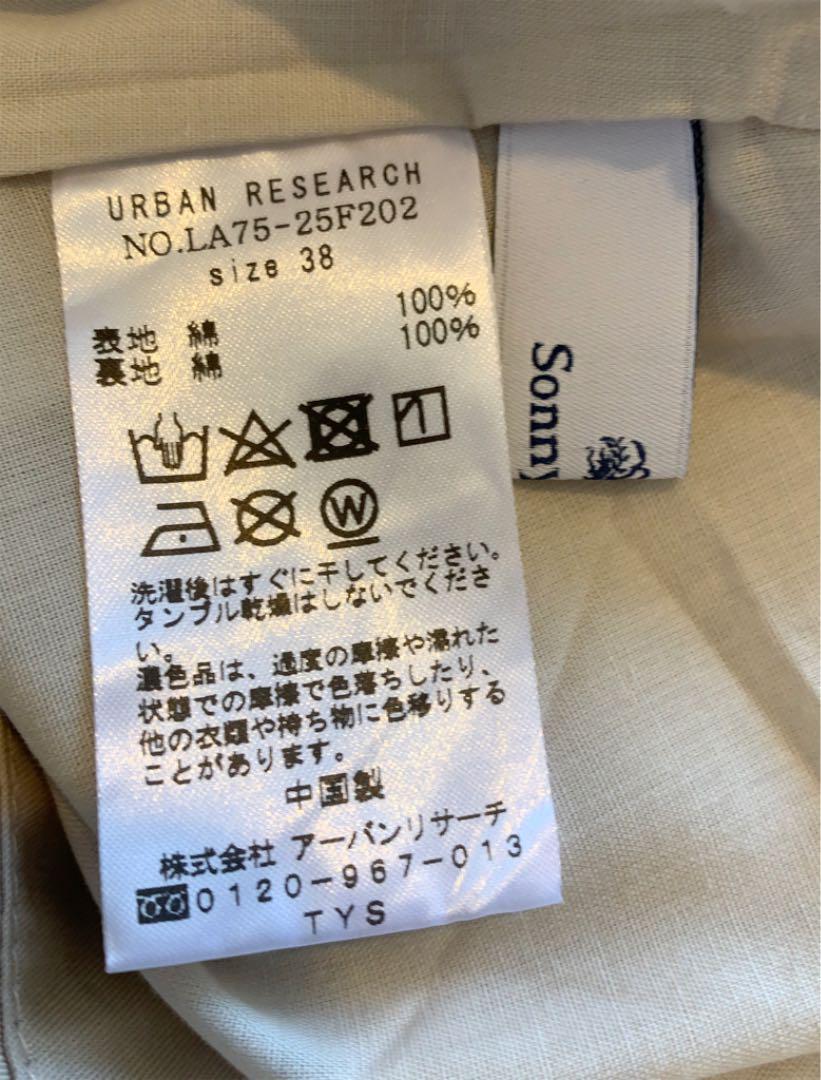 URBAN RESEARCH
NO.LA75-25F202
size 38
表地 綿 100%
裏地 綿 100%
W
洗濯後はすぐに干してください。
タンブル乾燥はしないでくださ
い。
濃色品は、過度の摩擦や濡れた
状態での摩擦で色落ちしたり、
他の衣類や持ち物に色移りする
ことがあります。
中国製
株式会社 アーバンリサーチ
0120-967-013
TYS
Sonny